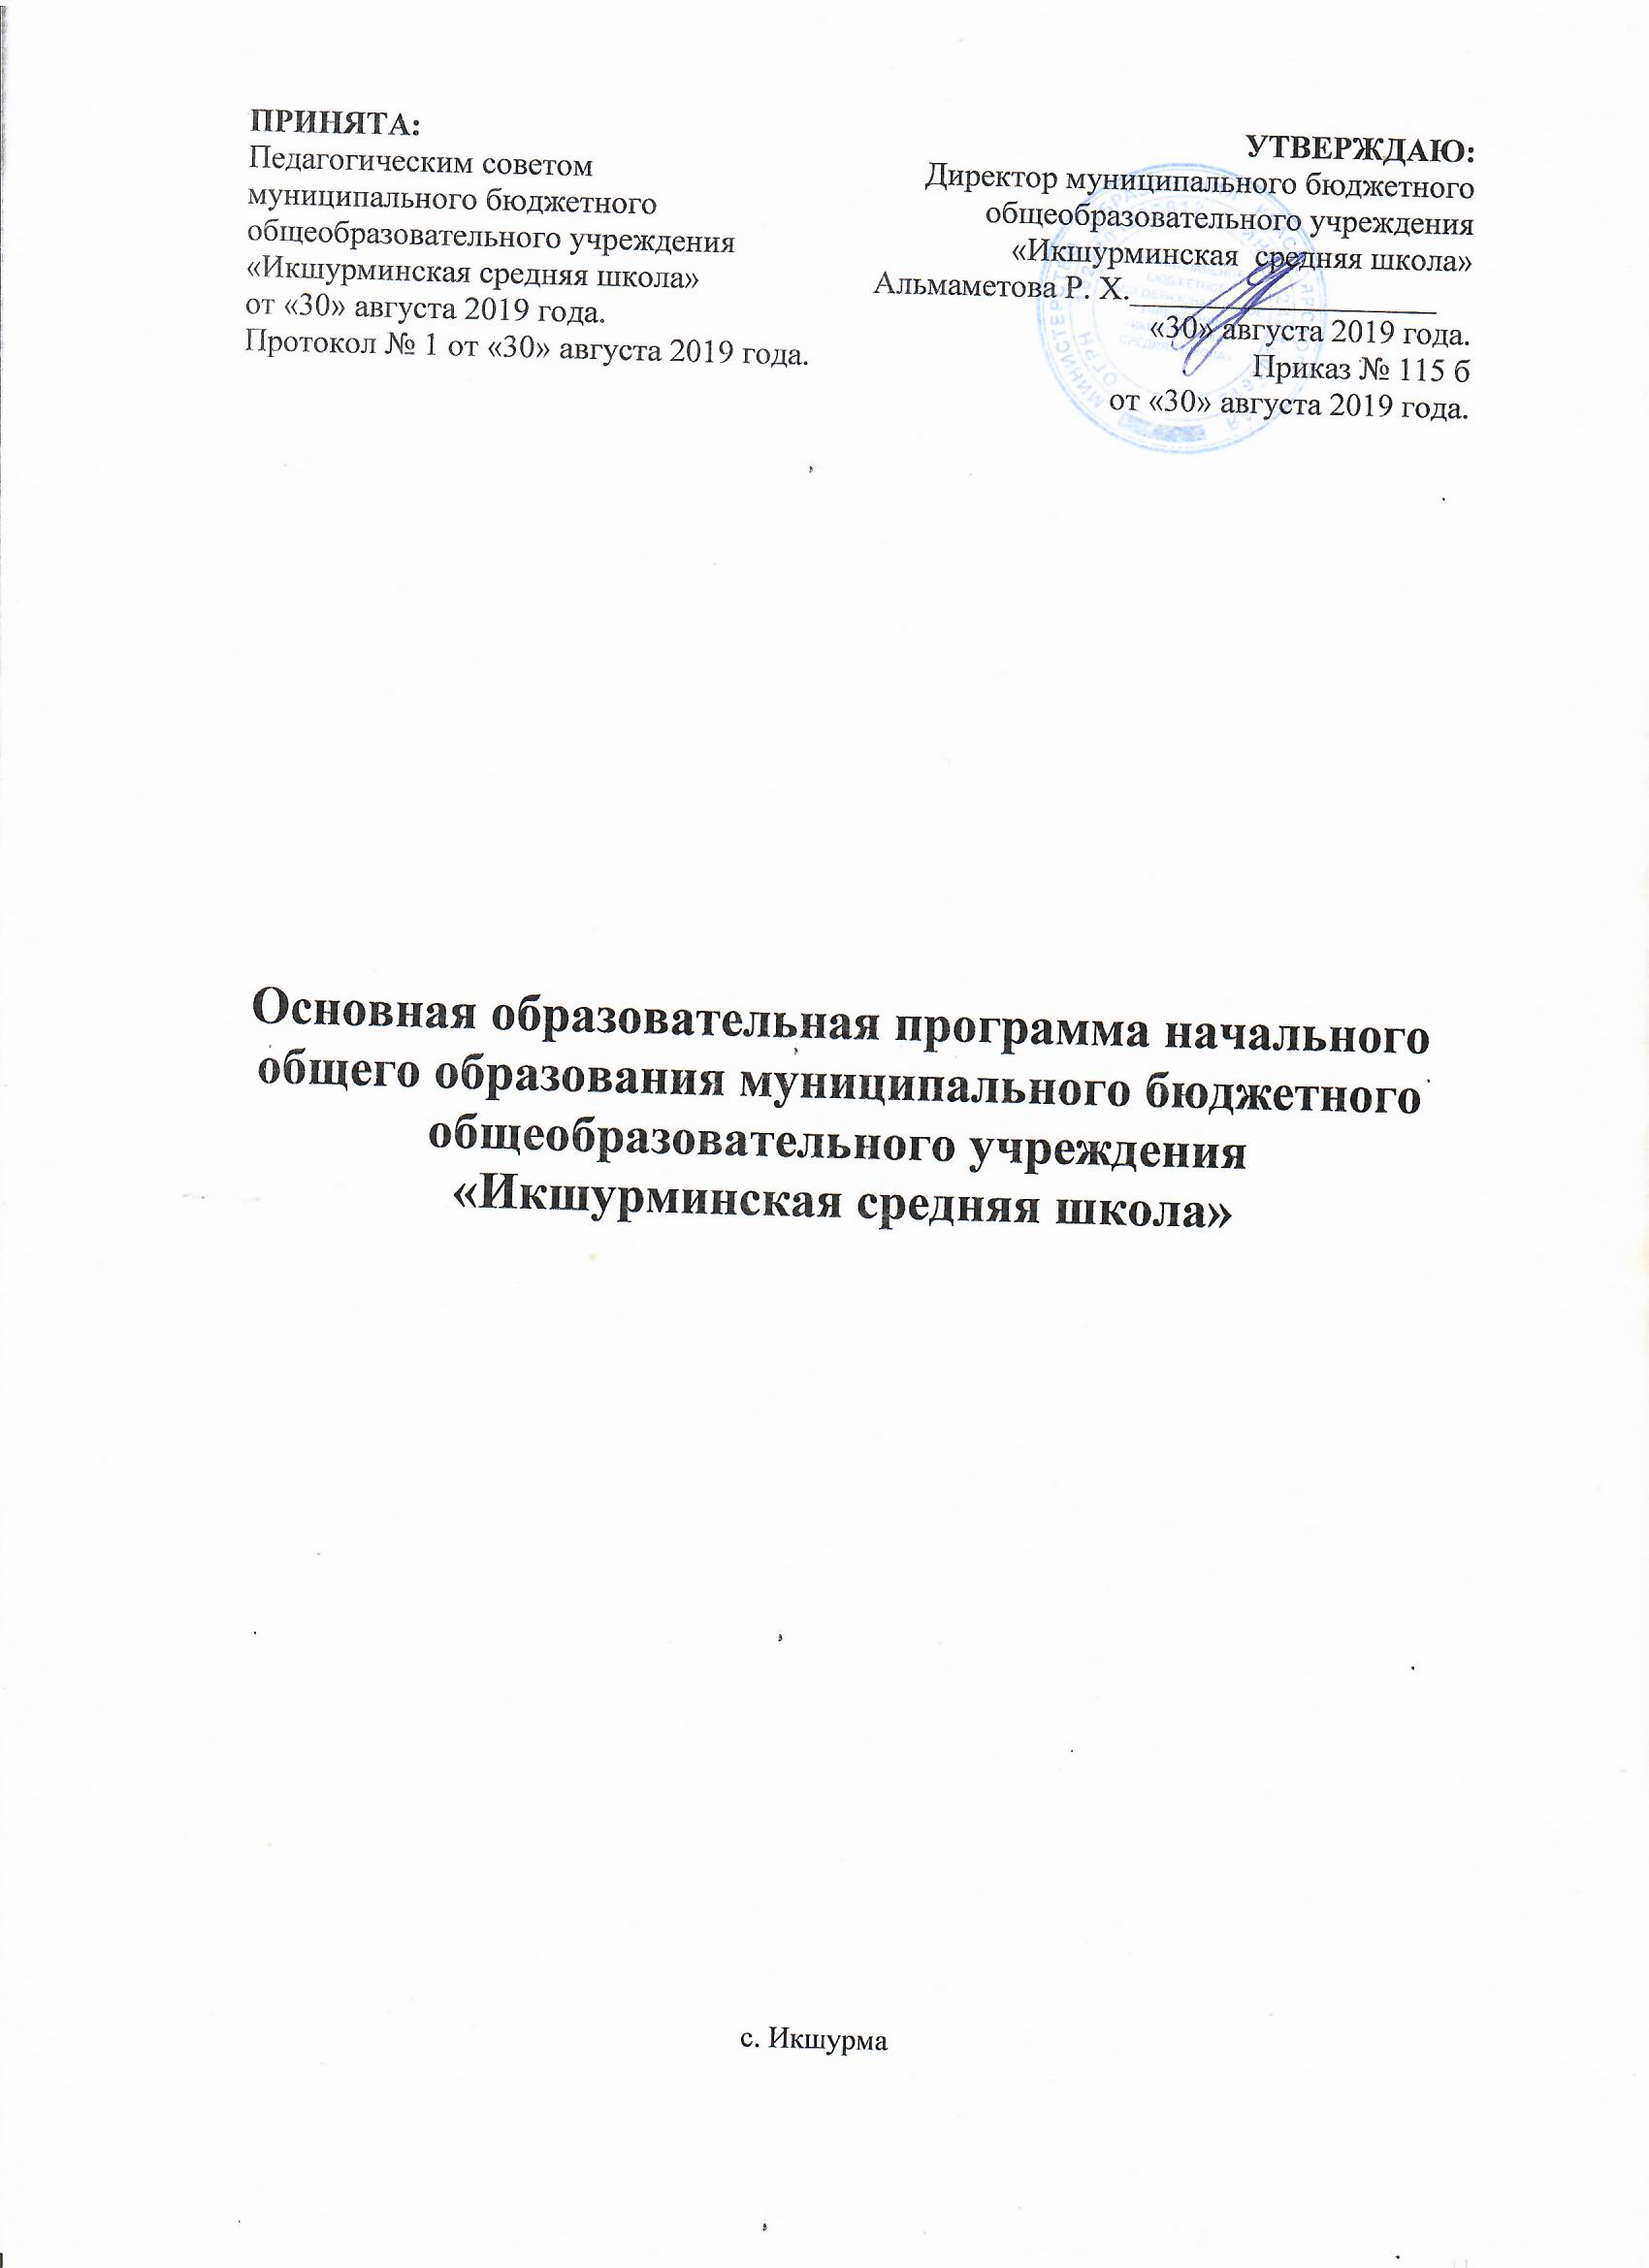 ПРИНЯТА:
Педагогическим советом
муниципального бюджетного
общеобразовательного учреждения
«Икшурминская средняя школа»
от «30» августа 2019 года.
Протокол № 1 от «30» августа 2019 года.
УТВЕРЖДАЮ:
Директор муниципального бюджетного
общеобразовательного учреждения
«Икшурминская  средняя школа»
Альмаметова Р. Х.____________________
«30» августа 2019 года.
Приказ № 115 б
от «30» августа 2019 года.
Основная образовательная программа начального
общего образования муниципального бюджетного
общеобразовательного учреждения
«Икшурминская средняя школа»
с. Икшурма